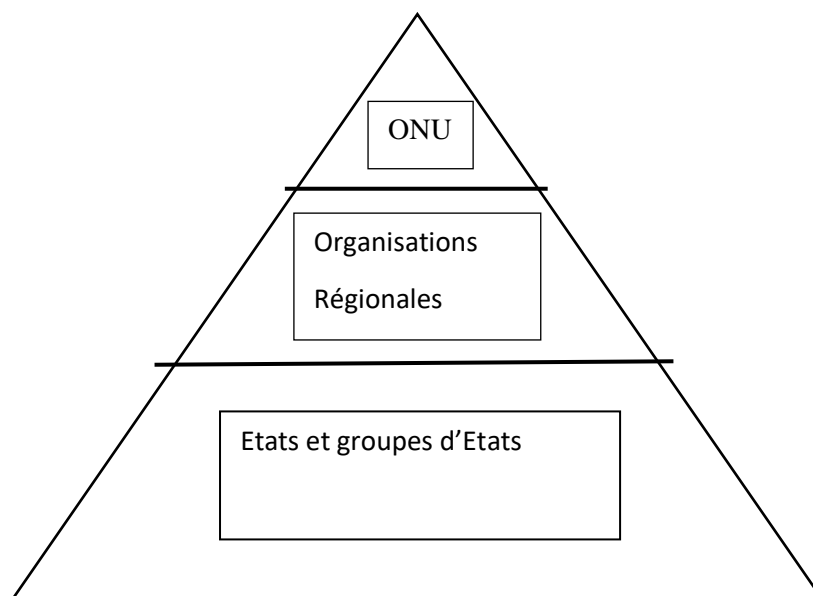 ONU
Organisations
Régionales
Etats et groupes d’Etats